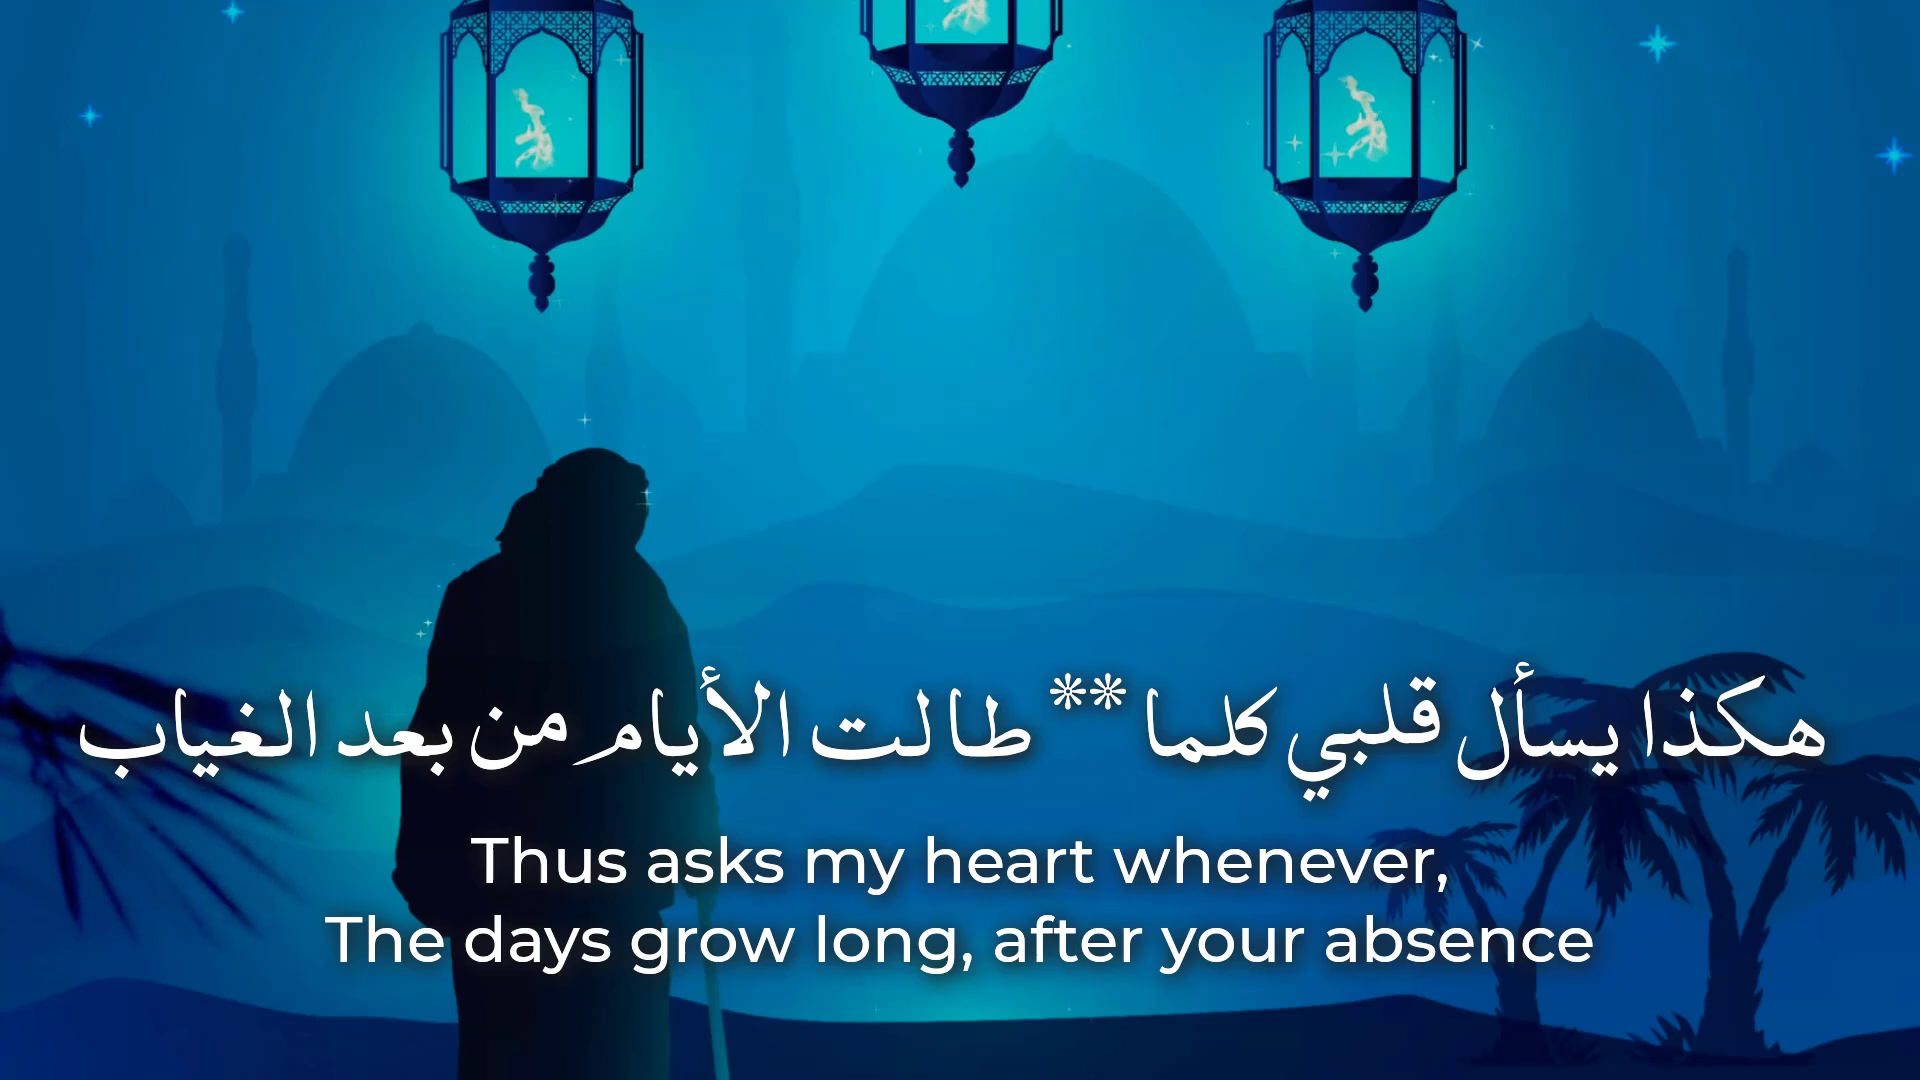 هكذا يسأل قلبي كلما ** طالت الأيام من بعد الغياب
Thus asks my heart whenever,
The days grow long, after your absence